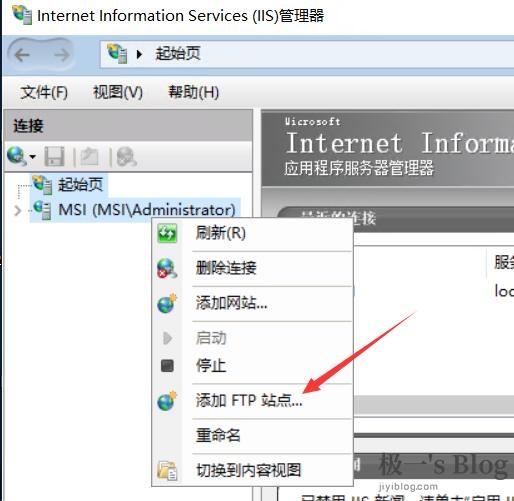 Internet Information Services (IIS)管理器
起始页
文件(F) 视图(V) 帮助(H)
连接
起始页
MSI (MSI\Administrator)
Microsoft
Internet Informa
应用程序服务器管理器
最近的连接
刷新(R)
删除连接
服务
loc
添加网站...
启动
停止
添加 FTP 站点...
重命名
切换到内容视图
极一's Blog
jiyiblog.com